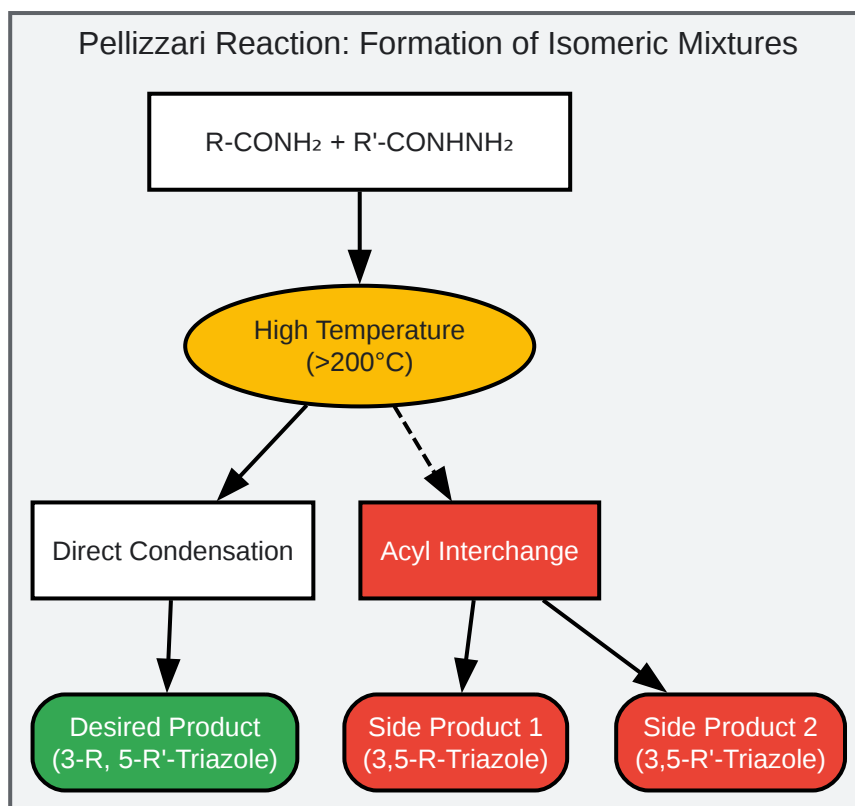 Pellizzari Reaction: Formation of Isomeric Mixtures
R-CONH₂ + R'-CONHNH₂
High Temperature
(>200°C)
Direct Condensation
Acyl Interchange
Desired Product
(3-R, 5-R'-Triazole)
Side Product 1
(3,5-R-Triazole)
Side Product 2
(3,5-R'-Triazole)